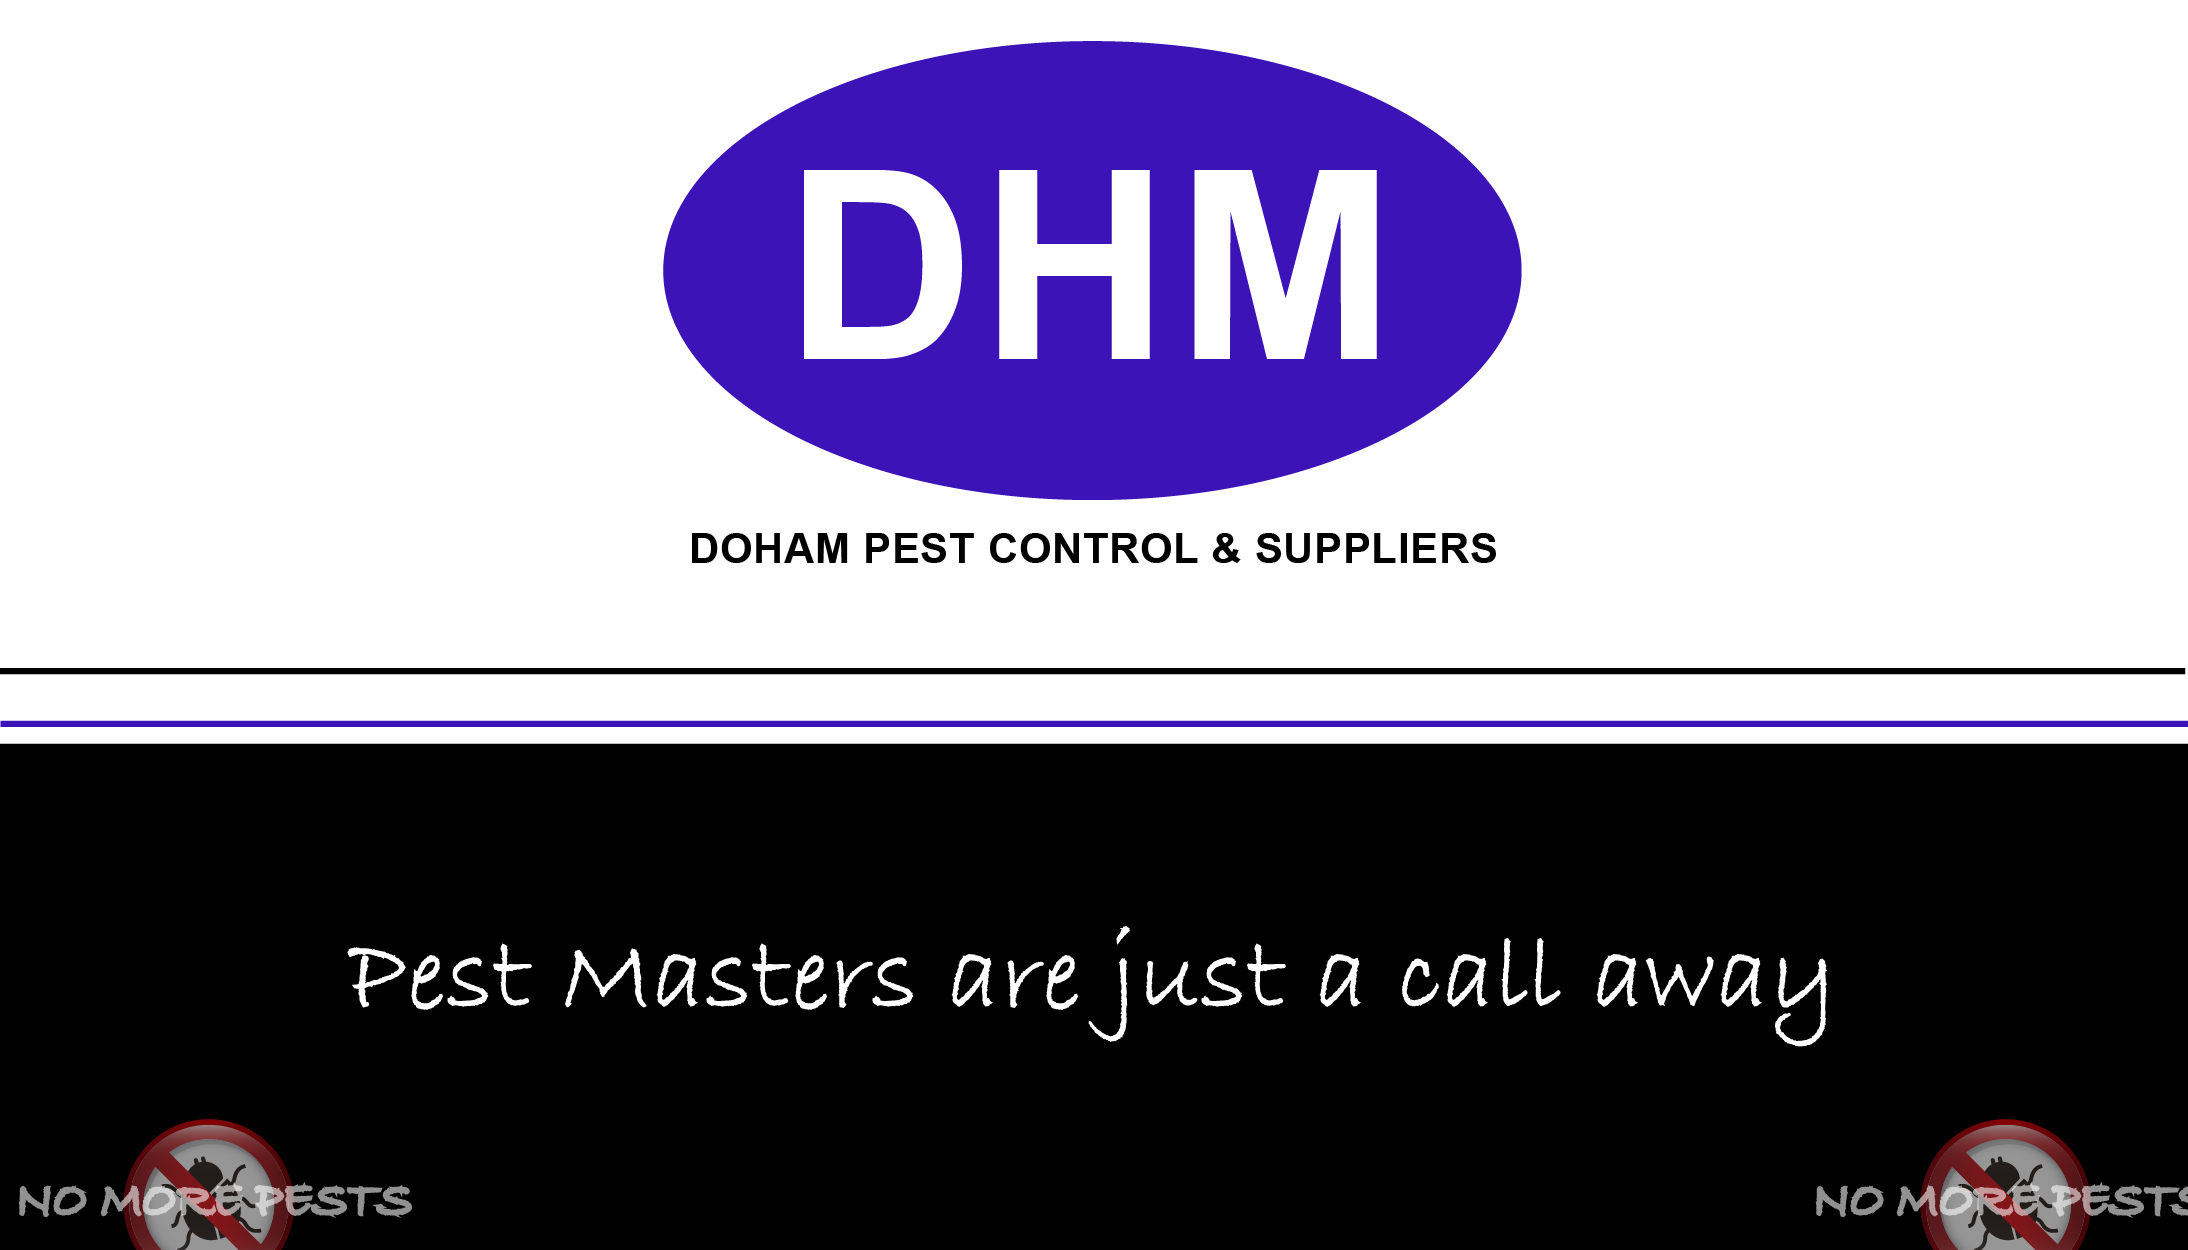 DHM
DOHAM PEST CONTROL & SUPPLIERS
Pest Masters are just a call away
NO MORE PESTS
NO MORE PESTS